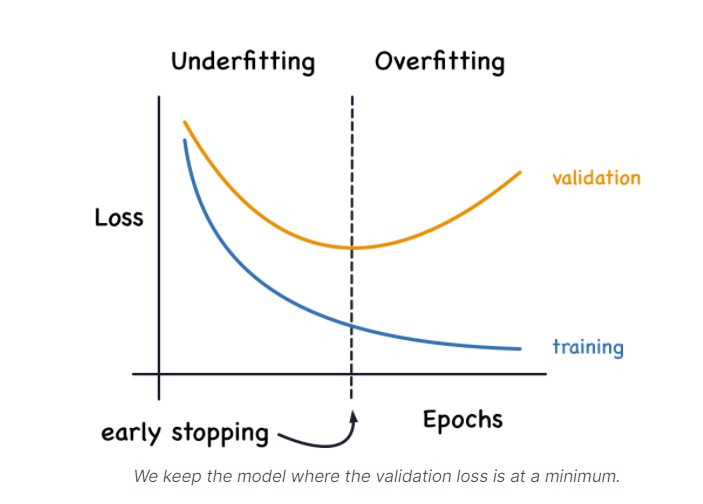 Underfitting
Overfitting
validation
Loss
training
Epochs
early stopping
We keep the model where the validation loss is at a minimum.